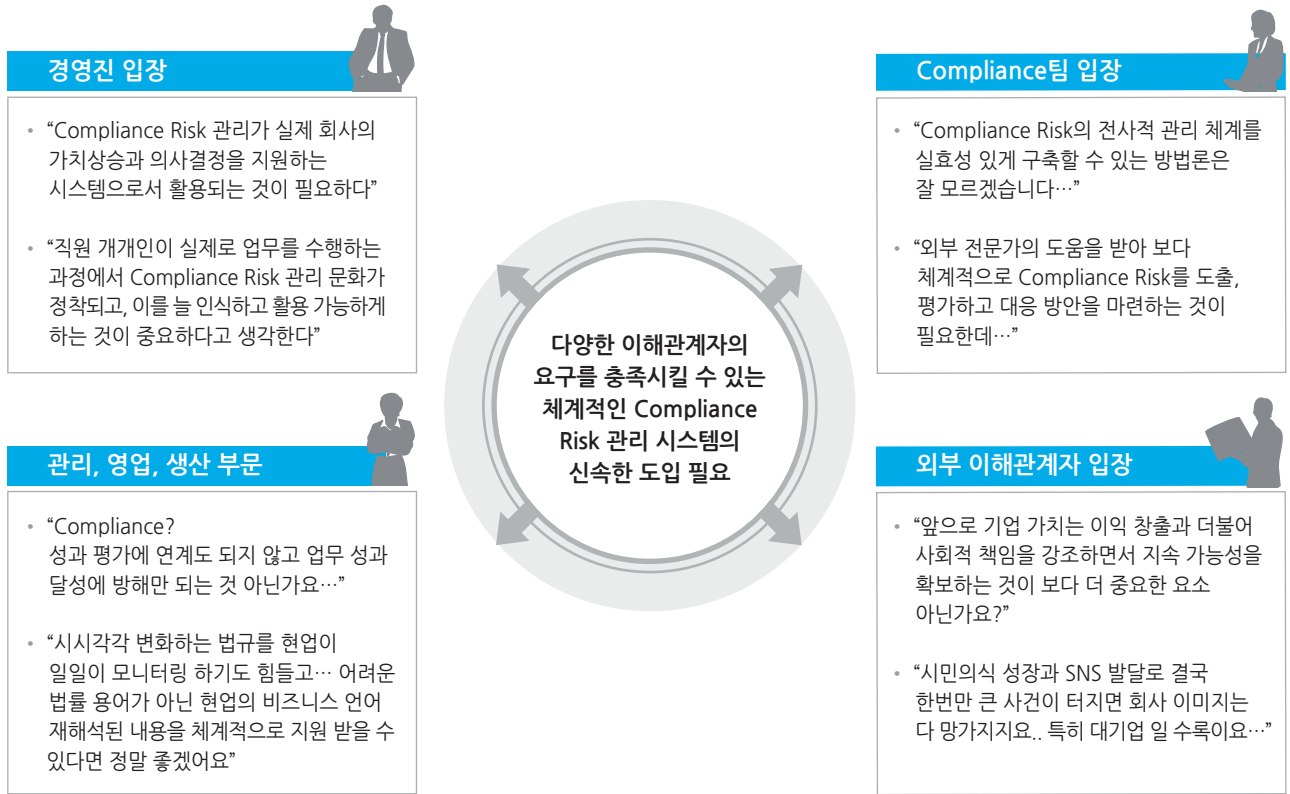 경영진 입장
• “Compliance Risk 관리가 실제 회사의
가치상승과 의사결정을 지원하는
시스템으로서 활용되는 것이 필요하다”
• “직원 개개인이 실제로 업무를 수행하는
과정에서 Compliance Risk 관리 문화가
정착되고, 이를 늘 인식하고 활용 가능하게
하는 것이 중요하다고 생각한다”
Compliance팀 입장
• “Compliance Risk의 전사적 관리 체계를
실효성 있게 구축할 수 있는 방법론은
잘 모르겠습니다…”
• “외부 전문가의 도움을 받아 보다
체계적으로 Compliance Risk를 도출,
평가하고 대응 방안을 마련하는 것이
필요한데…”
다양한 이해관계자의
요구를 충족시킬 수 있는
체계적인 Compliance
Risk 관리 시스템의
신속한 도입 필요
관리, 영업, 생산 부문
• “Compliance?
성과 평가에 연계도 되지 않고 업무 성과
달성에 방해만 되는 것 아닌가요…”
• “시시각각 변화하는 법규를 현업이
일일이 모니터링 하기도 힘들고… 어려운
법률 용어가 아닌 현업의 비즈니스 언어
재해석된 내용을 체계적으로 지원 받을 수
있다면 정말 좋겠어요”
외부 이해관계자 입장
• “앞으로 기업 가치는 이익 창출과 더불어
사회적 책임을 강조하면서 지속 가능성을
확보하는 것이 보다 더 중요한 요소
아닌가요?”
• “시민의식 성장과 SNS 발달로 결국
한번만 큰 사건이 터지면 회사 이미지는
다 망가지지요.. 특히 대기업 일 수록이요…”